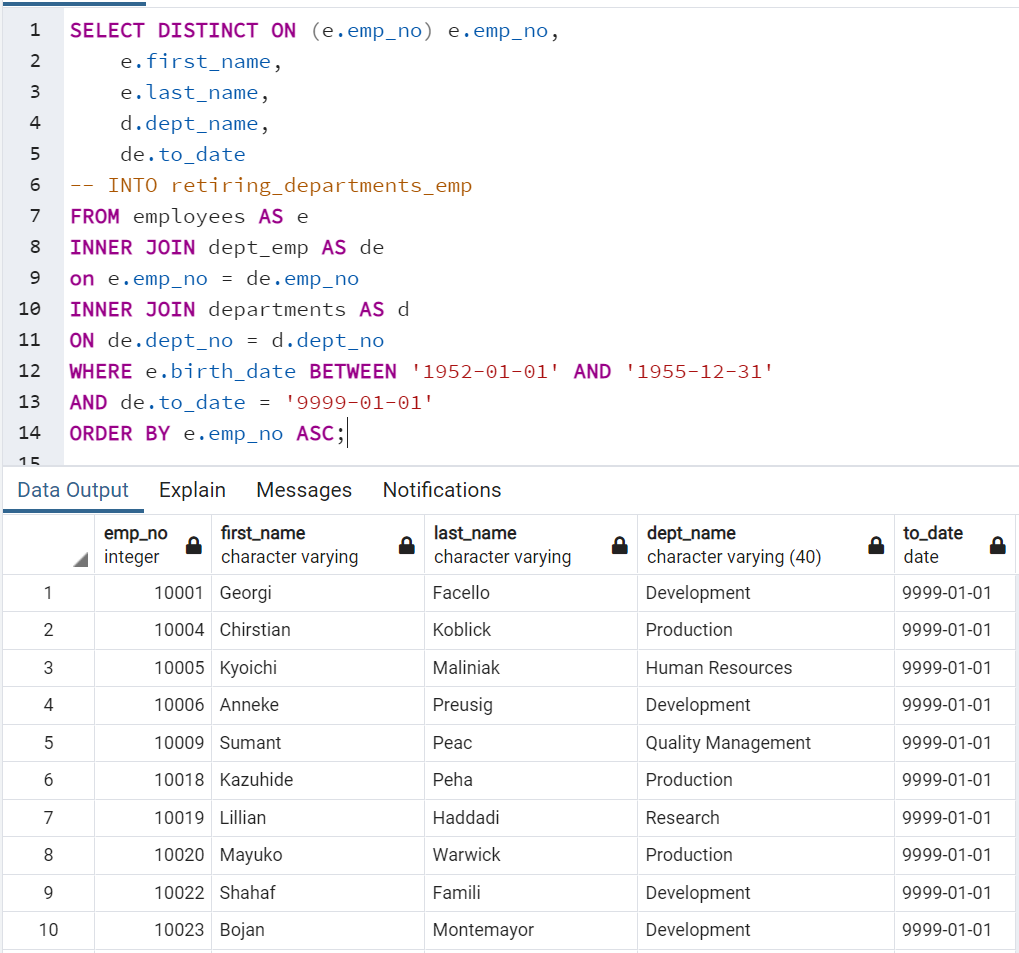 1 SELECT DISTINCT ON (e.emp_no) e.emp_no,
2 e.first_name,
3 e.last_name,
4 d.dept_name,
5 de.to_date
6 -- INTO retiring_departments_emp
7 FROM employees AS e
8 INNER JOIN dept_emp AS de
9 on e.emp_no = de.emp_no
10 INNER JOIN departments AS d
11 ON de.dept_no = d.dept_no
12 WHERE e.birth_date BETWEEN '1952-01-01' AND '1955-12-31'
13 AND de.to_date = '9999-01-01'
14 ORDER BY e.emp_no ASC;
15
Data Output Explain Messages Notifications
emp_no first_name last_name dept_name to_date
integer character varying character varying character varying (40) date
1 10001 Georgi Facello Development 9999-01-01
2 10004 Chirstian Koblick Production 9999-01-01
3 10005 Kyoichi Maliniak Human Resources 9999-01-01
4 10006 Anneke Preusig Development 9999-01-01
5 10009 Sumant Peac Quality Management 9999-01-01
6 10018 Kazuhide Peha Production 9999-01-01
7 10019 Lillian Haddadi Research 9999-01-01
8 10020 Mayuko Warwick Production 9999-01-01
9 10022 Shahaf Famili Development 9999-01-01
10 10023 Bojan Montemayor Development 9999-01-01